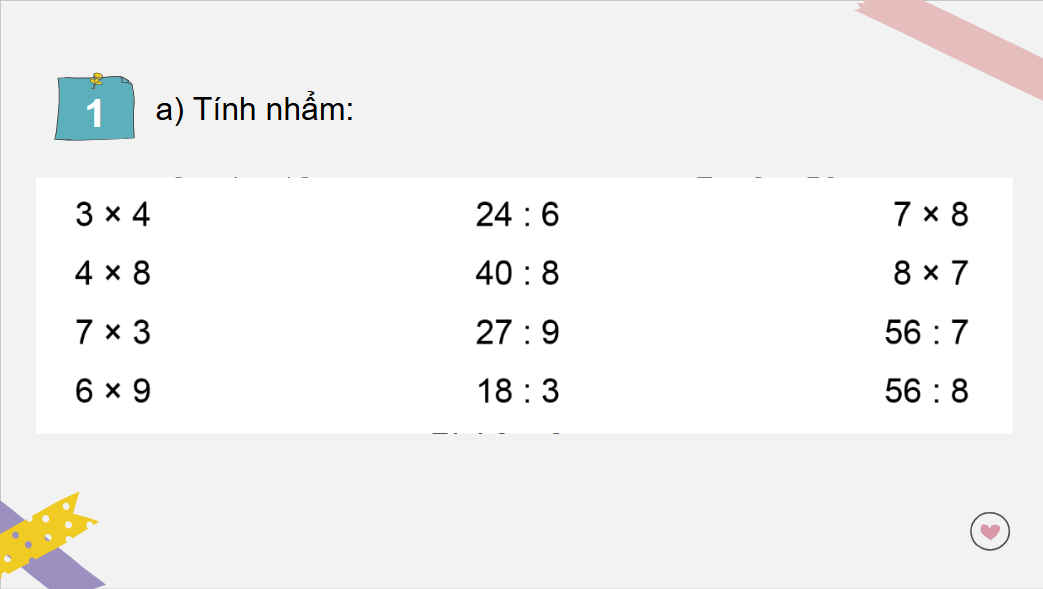 1
a) Tính nhẩm:
3 × 4 24 : 6 7 × 8
4 × 8 40 : 8 8 × 7
7 × 3 27 : 9 56 : 7
6 × 9 18 : 3 56 : 8